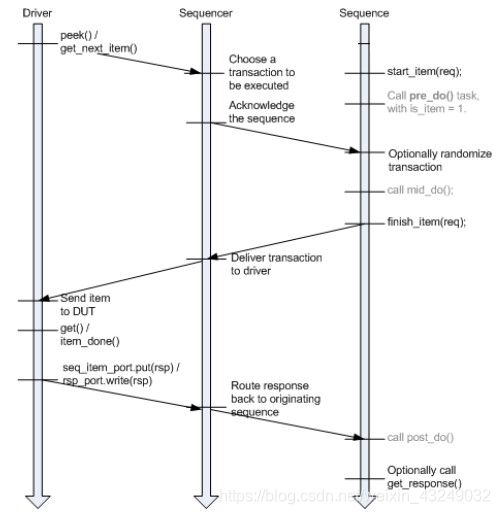 Driver
Sequencer
Sequence
peek() /
get_next_item()
Choose a
transaction to
be executed
start_item(req);
Call pre_do() task,
with is_item = 1.
Acknowledge
the sequence
Optionally randomize
transaction
call mid_do();
finish_item(req);
Deliver transaction
to driver
Send item
to DUT
get() /
item_done()
seq_item_port.put(rsp) /
rsp_port.write(rsp)
Route response
back to originating
sequence
call post_do()
Optionally call
get_response()
https://blog.csdn.net/weixin_43249032